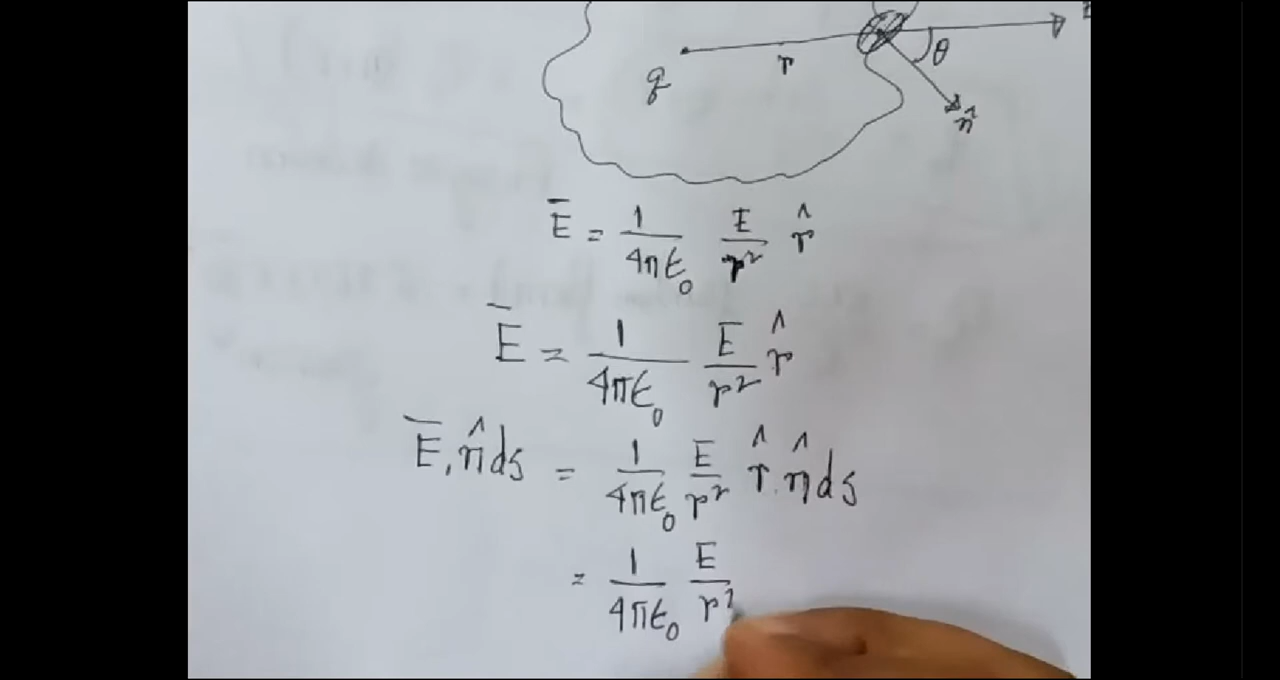 q r θ n̂
E̅ = 1/4πϵ₀ E/r² r̂
E̅ = 1/4πϵ₀ E/r² r̂
E̅. n̂ ds = 1/4πϵ₀ E/r² r̂. n̂ ds
= 1/4πϵ₀ E/r²